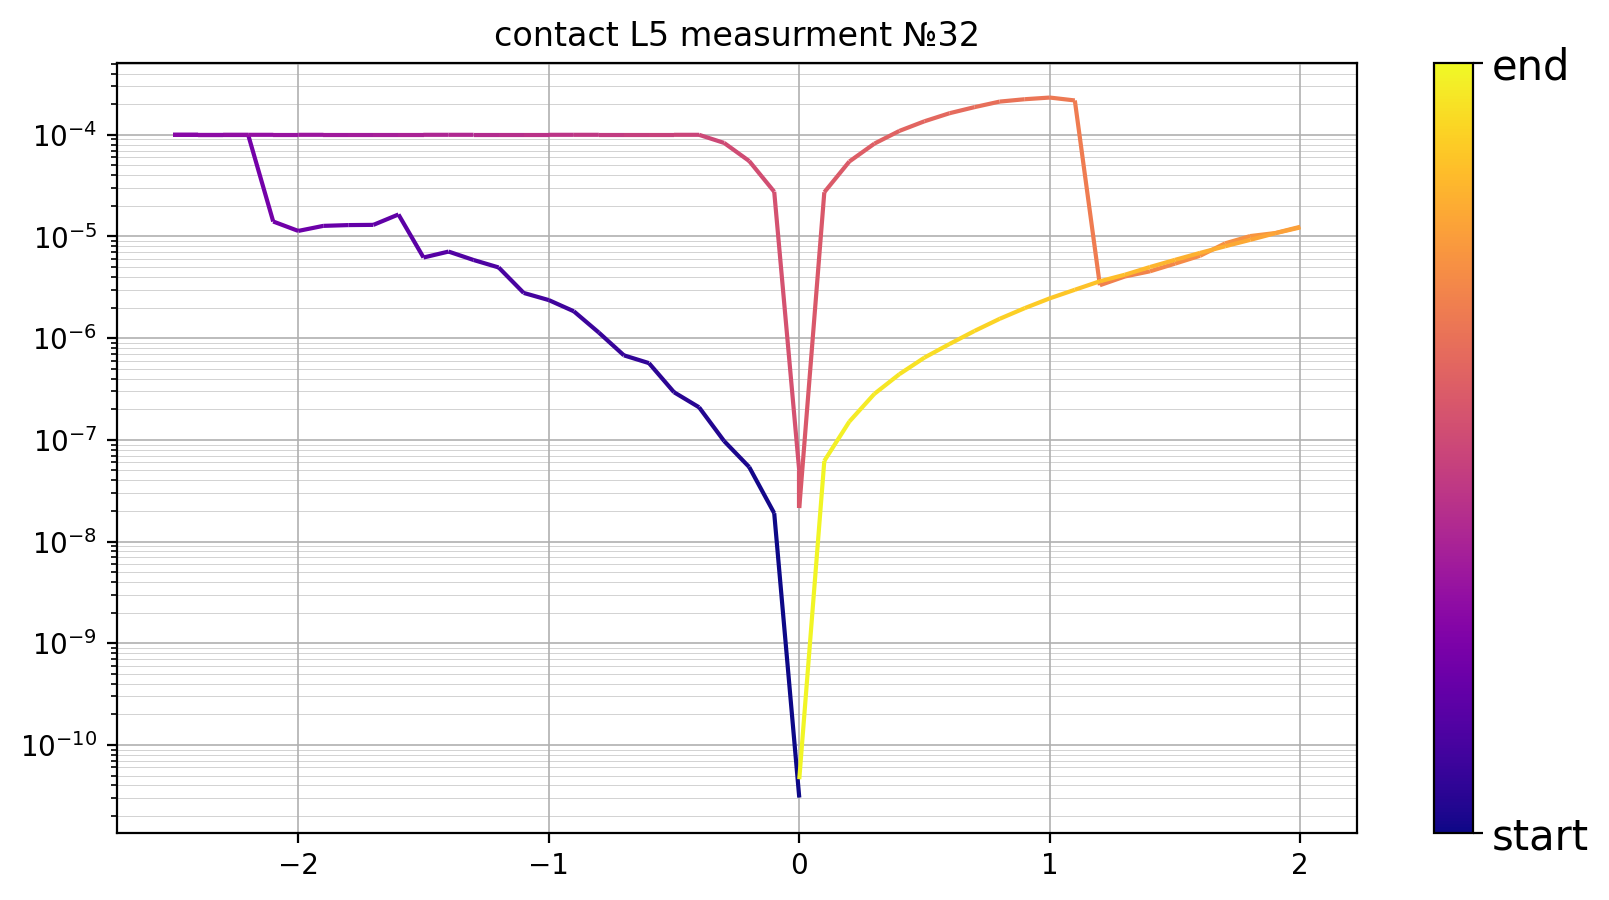 contact L5 measurment №32
10⁻⁴
10⁻⁵
10⁻⁶
10⁻⁷
10⁻⁸
10⁻⁹
10⁻¹⁰
−2 −1 0 1 2
end
start